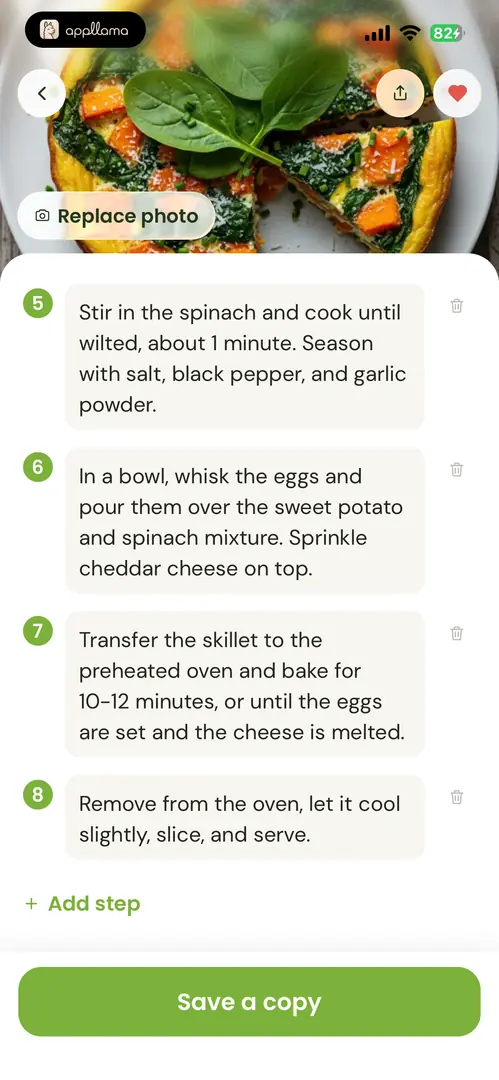 appllama
82
Replace photo
5
Stir in the spinach and cook until
wilted, about 1 minute. Season
with salt, black pepper, and garlic
powder.
6
In a bowl, whisk the eggs and
pour them over the sweet potato
and spinach mixture. Sprinkle
cheddar cheese on top.
7
Transfer the skillet to the
preheated oven and bake for
10–12 minutes, or until the eggs
are set and the cheese is melted.
8
Remove from the oven, let it cool
slightly, slice, and serve.
+ Add step
Save a copy